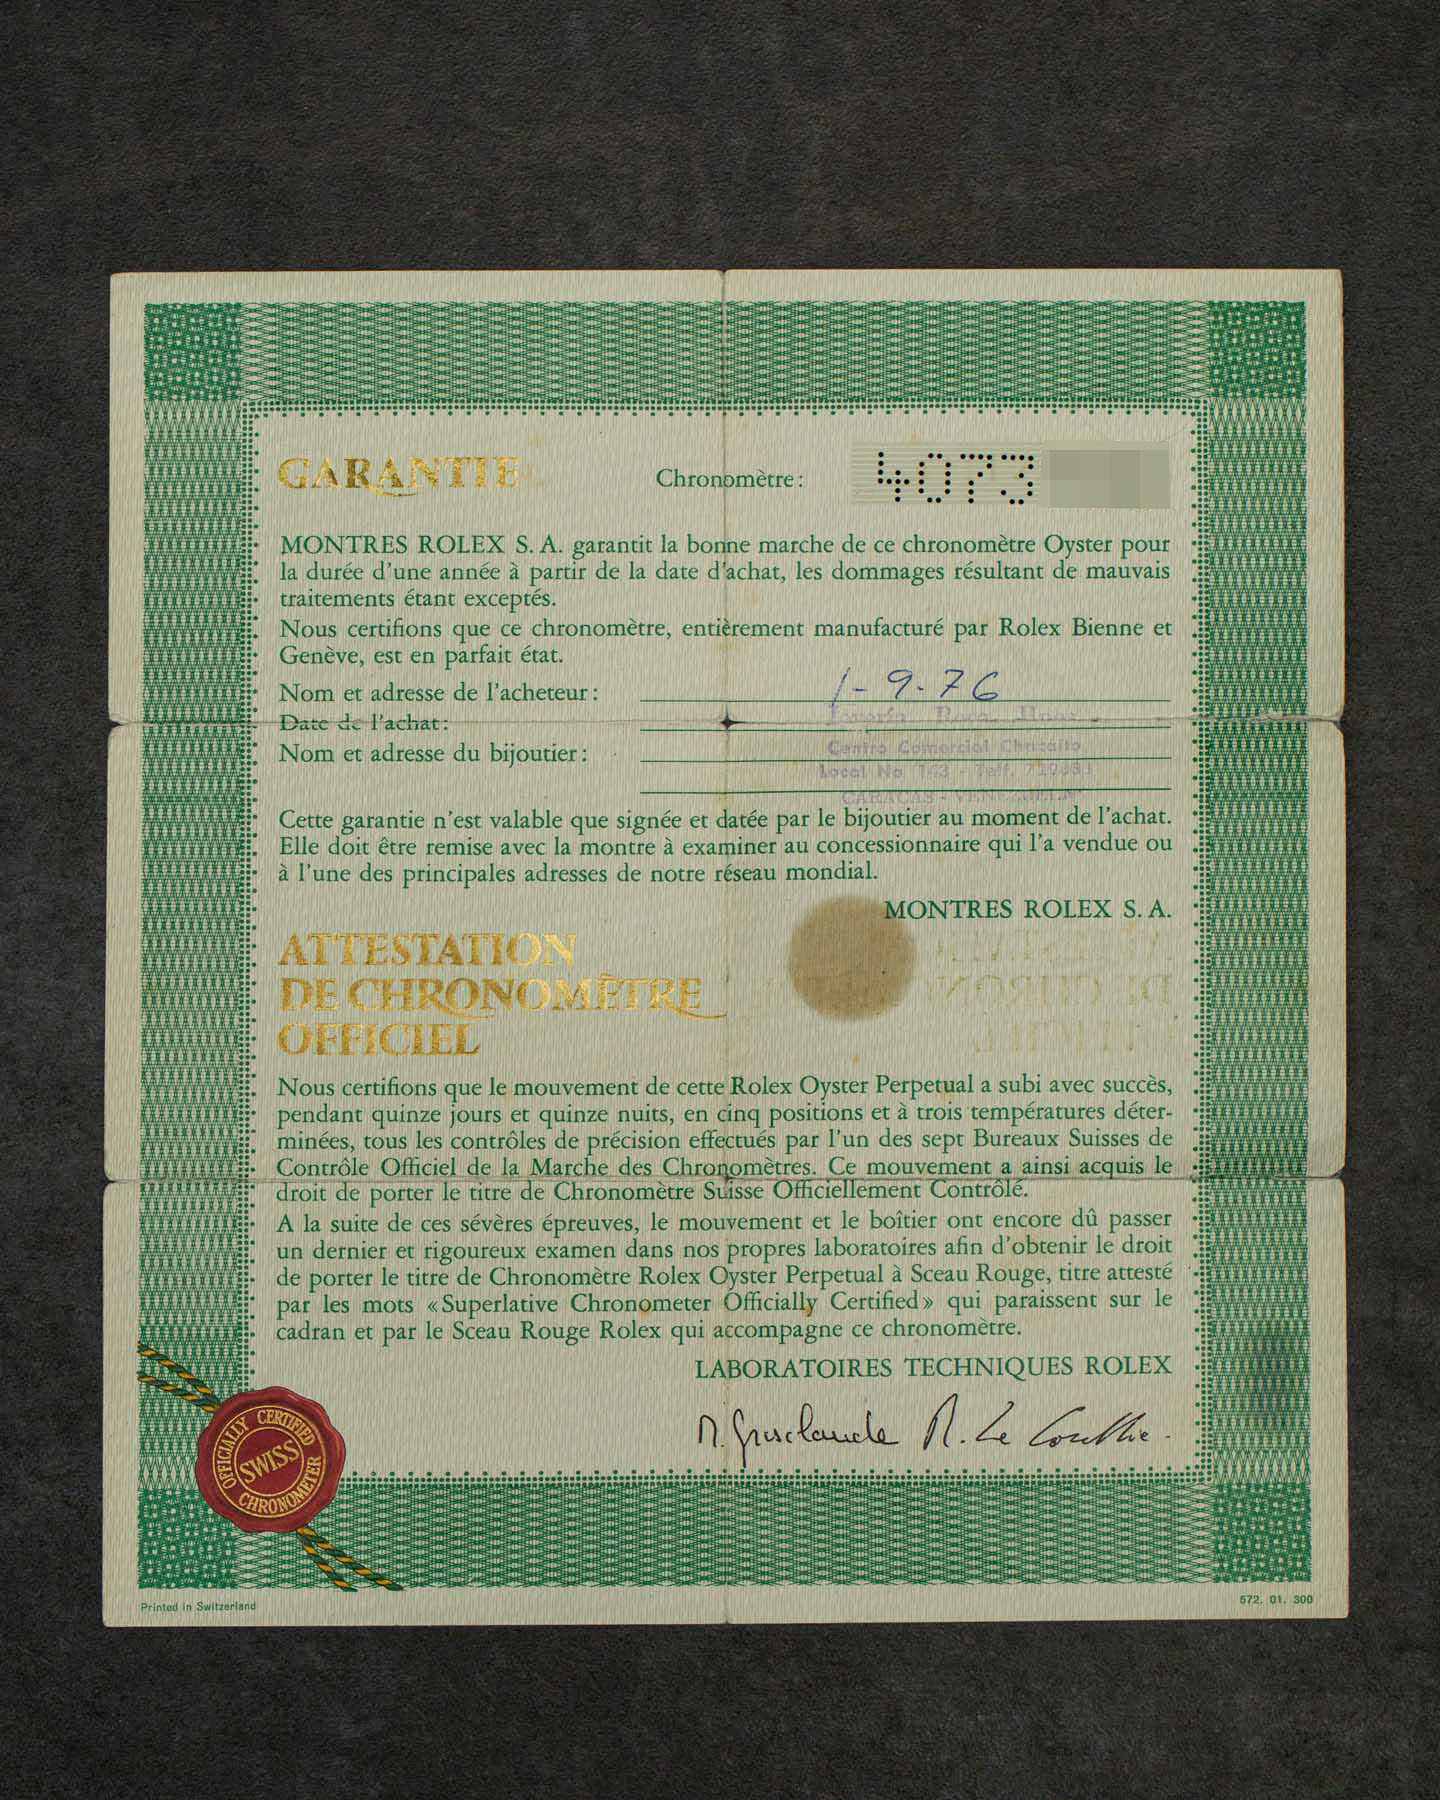 GARANTIE
Chronomètre: 4073
MONTRES ROLEX S. A. garantit la bonne marche de ce chronomètre Oyster pour
la durée d'une année à partir de la date d'achat, les dommages résultant de mauvais
traitements étant exceptés.
Nous certifions que ce chronomètre, entièrement manufacturé par Rolex Bienne et
Genève, est en parfait état.
Nom et adresse de l'acheteur: 1-9-76
Date de l'achat:
Nom et adresse du bijoutier:
Centro Comercial Chacaito
Local No 143 - Telf.
CARACAS - VENEZUELA
Cette garantie n'est valable que signée et datée par le bijoutier au moment de l'achat.
Elle doit être remise avec la montre à examiner au concessionnaire qui l'a vendue ou
à l'une des principales adresses de notre réseau mondial.
MONTRES ROLEX S. A.
ATTESTATION
DE CHRONOMÈTRE
OFFICIEL
Nous certifions que le mouvement de cette Rolex Oyster Perpetual a subi avec succès,
pendant quinze jours et quinze nuits, en cinq positions et à trois températures déter-
minées, tous les contrôles de précision effectués par l'un des sept Bureaux Suisses de
Contrôle Officiel de la Marche des Chronomètres. Ce mouvement a ainsi acquis le
droit de porter le titre de Chronomètre Suisse Officiellement Contrôlé.
A la suite de ces sévères épreuves, le mouvement et le boîtier ont encore dû passer
un dernier et rigoureux examen dans nos propres laboratoires afin d'obtenir le droit
de porter le titre de Chronomètre Rolex Oyster Perpetual à Sceau Rouge, titre attesté
par les mots «Superlative Chronometer Officially Certified» qui paraissent sur le
cadran et par le Sceau Rouge Rolex qui accompagne ce chronomètre.
LABORATOIRES TECHNIQUES ROLEX
OFFICIALLY CERTIFIED
SWISS
CHRONOMETER
Printed in Switzerland
572. 01. 300